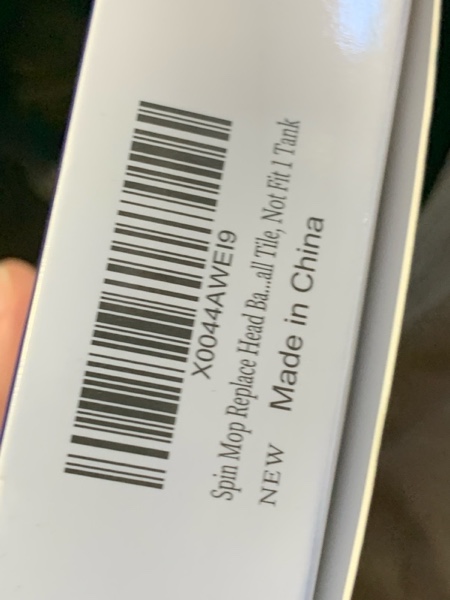 X0044AWEI9
Spin Mop Replace Head Ba...all Tile, Not Fit 1 Tank
NEW Made in China